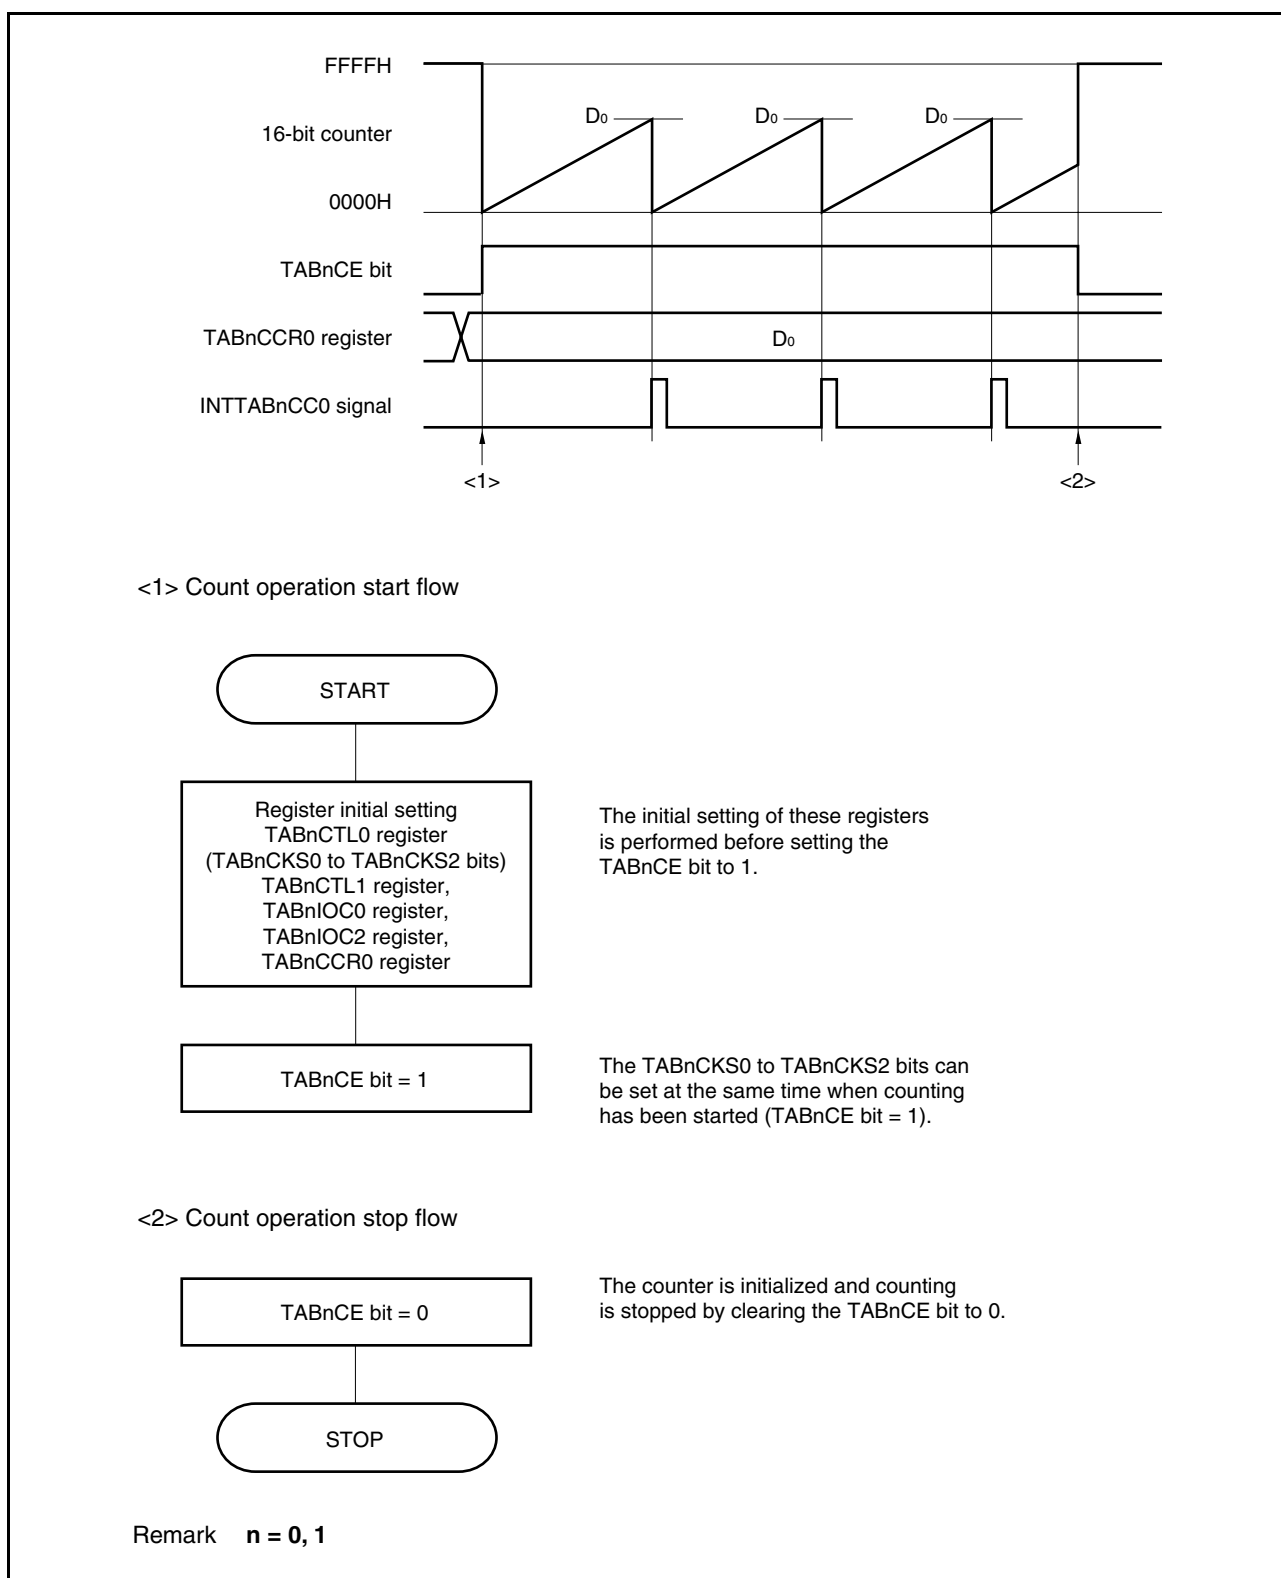 FFFFH
D0 D0 D0
16-bit counter
0000H
TABnCE bit
TABnCCR0 register D0
INTTABnCC0 signal
<1> <2>
<1> Count operation start flow
START
Register initial setting
TABnCTL0 register
(TABnCKS0 to TABnCKS2 bits)
TABnCTL1 register,
TABnIOC0 register,
TABnIOC2 register,
TABnCCR0 register
The initial setting of these registers
is performed before setting the
TABnCE bit to 1.
TABnCE bit = 1
The TABnCKS0 to TABnCKS2 bits can
be set at the same time when counting
has been started (TABnCE bit = 1).
<2> Count operation stop flow
TABnCE bit = 0
The counter is initialized and counting
is stopped by clearing the TABnCE bit to 0.
STOP
Remark n = 0, 1